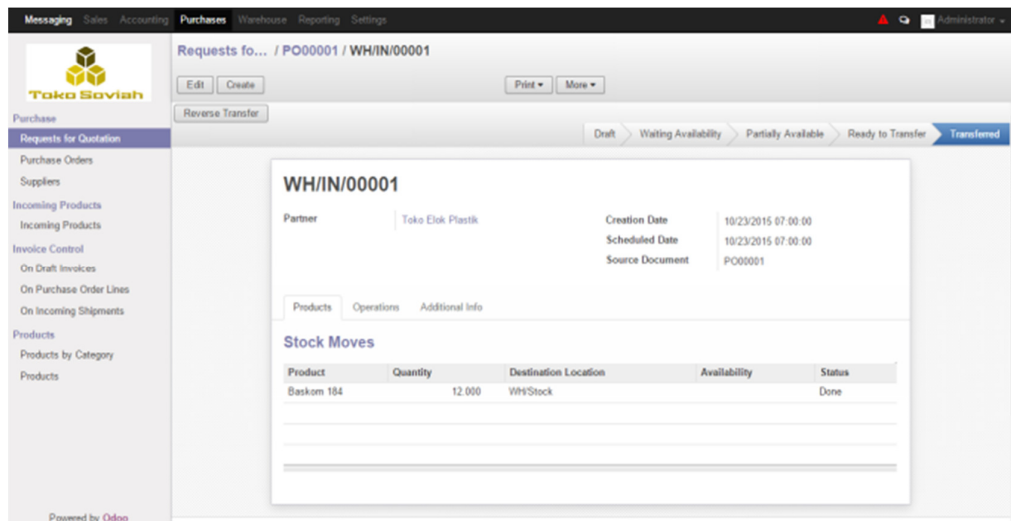 Messaging Sales Accounting Purchases Warehouse Reporting Settings Administrator
Toko Soviah
Requests fo... / PO00001 / WH/IN/00001
Edit Create Print More
Reverse Transfer
Draft Waiting Availability Partially Available Ready to Transfer Transferred
Purchase
Requests for Quotation
Purchase Orders
Suppliers
Incoming Products
Incoming Products
Invoice Control
On Draft Invoices
On Purchase Order Lines
On Incoming Shipments
Products
Products by Category
Products
Powered by Odoo
WH/IN/00001
Partner Toko Elok Plastik
Creation Date 10/23/2015 07:00:00
Scheduled Date 10/23/2015 07:00:00
Source Document PO00001
Products Operations Additional Info
Stock Moves
Product Quantity Destination Location Availability Status
Baskom 184 12.000 WH/Stock Done